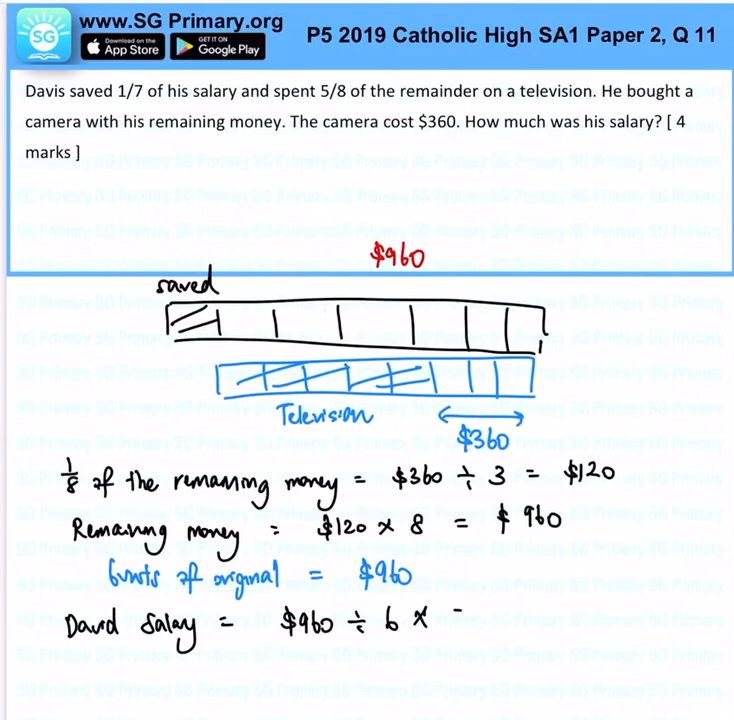 www.SG Primary.org
SG
Download on the App Store
GET IT ON Google Play
P5 2019 Catholic High SA1 Paper 2, Q 11
Davis saved 1/7 of his salary and spent 5/8 of the remainder on a television. He bought a
camera with his remaining money. The camera cost $360. How much was his salary? [ 4
marks ]
$960
saved
Television
$360
1/8 of the remaining money = $360 ÷ 3 = $120
Remaining money = $120 × 8 = $960
6units of original = $960
David Salary = $960 ÷ 6 ×